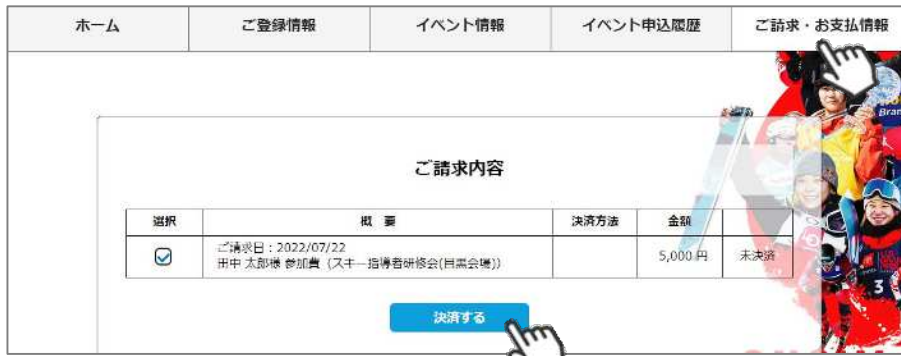 ホーム
ご登録情報
イベント情報
イベント申込履歴
ご請求・お支払情報
ご請求内容
選択
概 要
決済方法
金額
ご請求日：2022/07/22
田中 太郎様 参加費（スキー指導者研修会(目黒会場)）
5,000 円
未決済
決済する
Bran
3